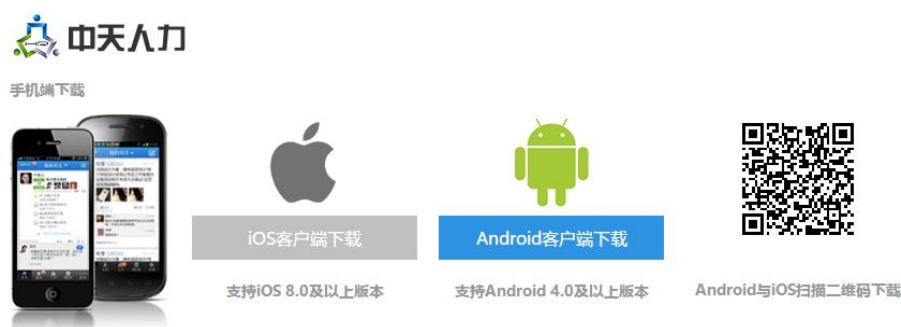 中天人力
手机端下载
iOS客户端下载
Android客户端下载
支持iOS 8.0及以上版本
支持Android 4.0及以上版本
Android与iOS扫描二维码下载